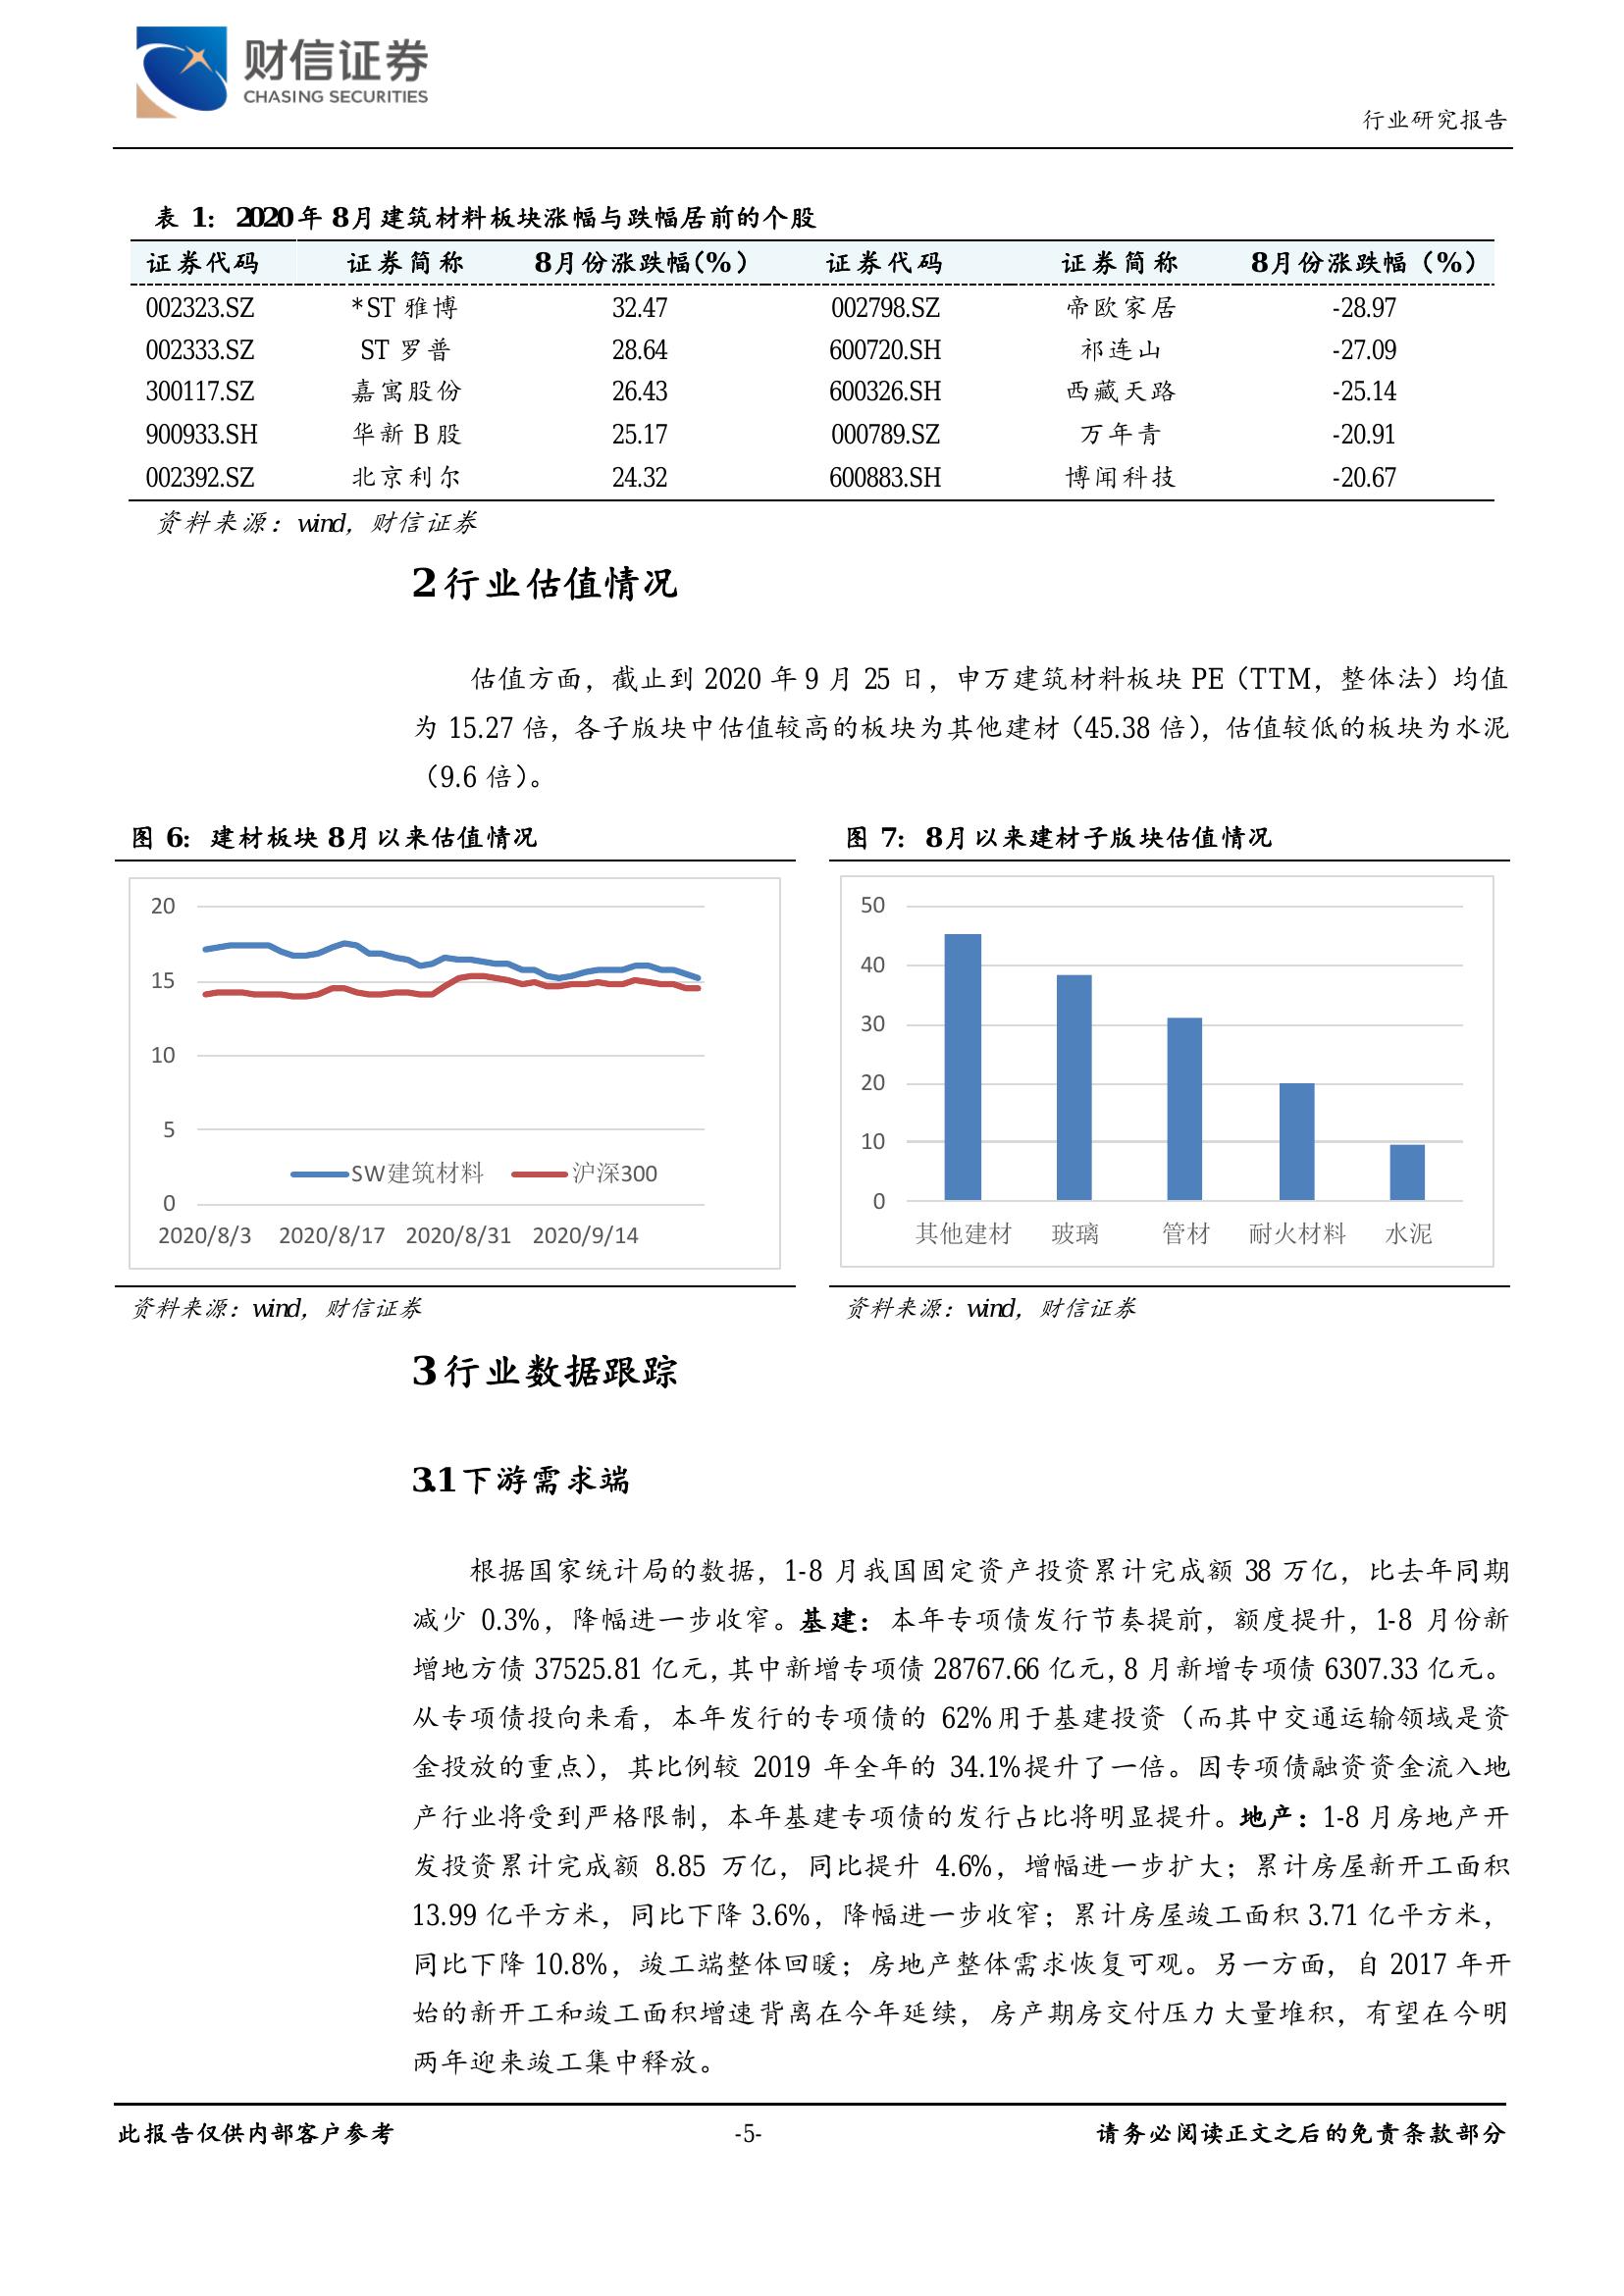 财信证券
CHASING SECURITIES
行业研究报告
表 1：2020 年 8月建筑材料板块涨幅与跌幅居前的个股
证券代码 证券简称 8月份涨跌幅(%) 证券代码 证券简称 8月份涨跌幅（%）
002323.SZ *ST 雅博 32.47 002798.SZ 帝欧家居 -28.97
002333.SZ ST 罗普 28.64 600720.SH 祁连山 -27.09
300117.SZ 嘉寓股份 26.43 600326.SH 西藏天路 -25.14
900933.SH 华新 B 股 25.17 000789.SZ 万年青 -20.91
002392.SZ 北京利尔 24.32 600883.SH 博闻科技 -20.67
资料来源：wind，财信证券
2 行业估值情况
估值方面，截止到 2020 年 9 月 25 日，申万建筑材料板块 PE（TTM，整体法）均值
为 15.27 倍，各子版块中估值较高的板块为其他建材（45.38 倍），估值较低的板块为水泥
（9.6 倍）。
图 6：建材板块 8月以来估值情况
20
15
10
5
0
SW建筑材料 沪深300
2020/8/3 2020/8/17 2020/8/31 2020/9/14
资料来源：wind，财信证券
图 7：8月以来建材子版块估值情况
50
40
30
20
10
0
其他建材 玻璃 管材 耐火材料 水泥
资料来源：wind，财信证券
3 行业数据跟踪
3.1 下游需求端
根据国家统计局的数据，1-8 月我国固定资产投资累计完成额 38 万亿，比去年同期
减少 0.3%，降幅进一步收窄。基建：本年专项债发行节奏提前，额度提升，1-8 月份新
增地方债 37525.81 亿元，其中新增专项债 28767.66 亿元，8 月新增专项债 6307.33 亿元。
从专项债投向来看，本年发行的专项债的 62%用于基建投资（而其中交通运输领域是资
金投放的重点），其比例较 2019 年全年的 34.1%提升了一倍。因专项债融资资金流入地
产行业将受到严格限制，本年基建专项债的发行占比将明显提升。地产：1-8 月房地产开
发投资累计完成额 8.85 万亿，同比提升 4.6%，增幅进一步扩大；累计房屋新开工面积
13.99 亿平方米，同比下降 3.6%，降幅进一步收窄；累计房屋竣工面积 3.71 亿平方米，
同比下降 10.8%，竣工端整体回暖；房地产整体需求恢复可观。另一方面，自 2017 年开
始的新开工和竣工面积增速背离在今年延续，房产期房交付压力大量堆积，有望在今明
两年迎来竣工集中释放。
此报告仅供内部客户参考 -5- 请务必阅读正文之后的免责条款部分